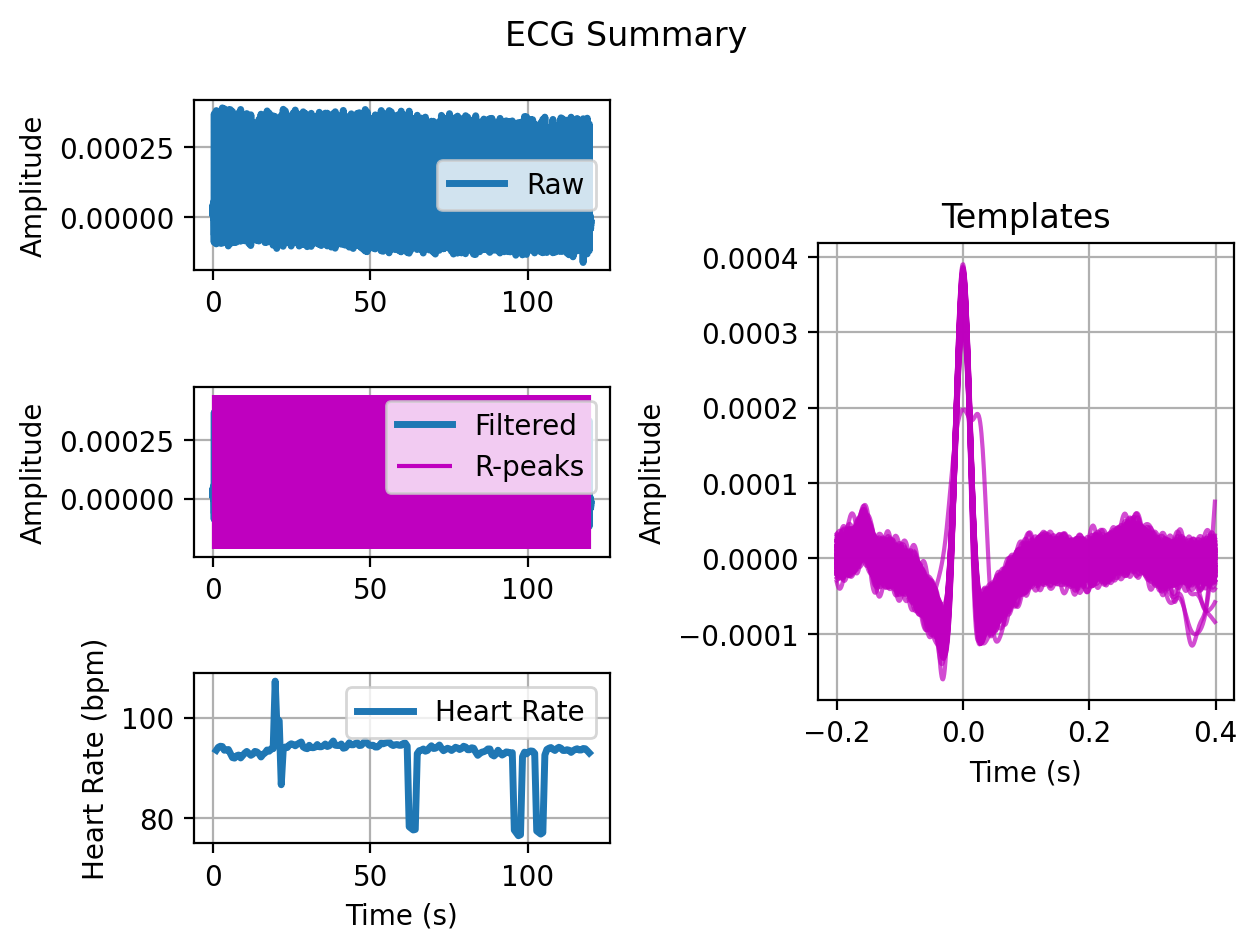 ECG Summary
Amplitude
0.00025
0.00000
Raw
0 50 100
Amplitude
0.00025
0.00000
Filtered
R-peaks
0 50 100
Heart Rate (bpm)
100
80
Heart Rate
0 50 100
Time (s)
Templates
Amplitude
0.0004
0.0003
0.0002
0.0001
0.0000
−0.0001
−0.2 0.0 0.2 0.4
Time (s)